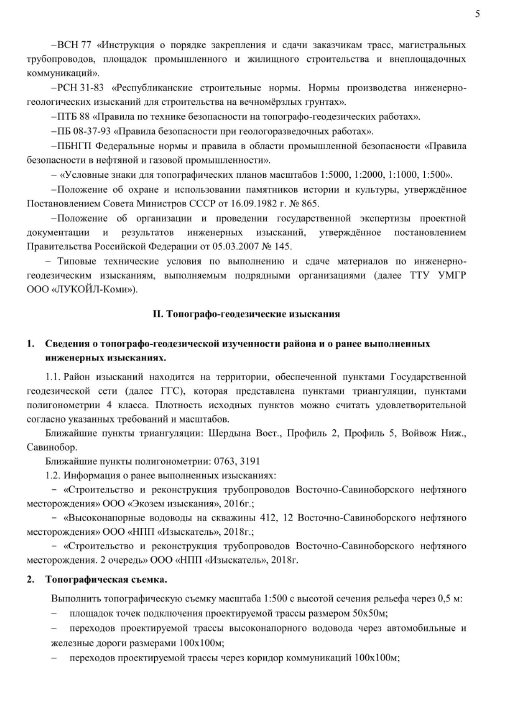 5
–ВСН 77 «Инструкция о порядке закрепления и сдачи заказчикам трасс, магистральных
трубопроводов, площадок промышленного и жилищного строительства и внеплощадочных
коммуникаций».
–РСН 31-83 «Республиканские строительные нормы. Нормы производства инженерно-
геологических изысканий для строительства на вечномёрзлых грунтах».
–ПТБ 88 «Правила по технике безопасности на топографо-геодезических работах».
–ПБ 08-37-93 «Правила безопасности при геологоразведочных работах».
–ПБНГП Федеральные нормы и правила в области промышленной безопасности «Правила
безопасности в нефтяной и газовой промышленности».
– «Условные знаки для топографических планов масштабов 1:5000, 1:2000, 1:1000, 1:500».
–Положение об охране и использовании памятников истории и культуры, утверждённое
Постановлением Совета Министров СССР от 16.09.1982 г. № 865.
–Положение об организации и проведении государственной экспертизы проектной
документации и результатов инженерных изысканий, утверждённое постановлением
Правительства Российской Федерации от 05.03.2007 № 145.
– Типовые технические условия по выполнению и сдаче материалов по инженерно-
геодезическим изысканиям, выполняемым подрядными организациями (далее ТТУ УМГР
ООО «ЛУКОЙЛ-Коми»).
II. Топографо-геодезические изыскания
1. Сведения о топографо-геодезической изученности района и о ранее выполненных
инженерных изысканиях.
1.1. Район изысканий находится на территории, обеспеченной пунктами Государственной
геодезической сети (далее ГГС), которая представлена пунктами триангуляции, пунктами
полигонометрии 4 класса. Плотность исходных пунктов можно считать удовлетворительной
согласно указанных требований и масштабов.
Ближайшие пункты триангуляции: Шердына Вост., Профиль 2, Профиль 5, Войвож Ниж.,
Савинобор.
Ближайшие пункты полигонометрии: 0763, 3191
1.2. Информация о ранее выполненных изысканиях:
– «Строительство и реконструкция трубопроводов Восточно-Савиноборского нефтяного
месторождения» ООО «Экозем изыскания», 2016г.;
– «Высоконапорные водоводы на скважины 412, 12 Восточно-Савиноборского нефтяного
месторождения» ООО «НПП «Изыскатель», 2018г.;
– «Строительство и реконструкция трубопроводов Восточно-Савиноборского нефтяного
месторождения. 2 очередь» ООО «НПП «Изыскатель», 2018г.
2. Топографическая съемка.
Выполнить топографическую съемку масштаба 1:500 с высотой сечения рельефа через 0,5 м:
– площадок точек подключения проектируемой трассы размером 50х50м;
– переходов проектируемой трассы высоконапорного водовода через автомобильные и
железные дороги размерами 100х100м;
– переходов проектируемой трассы через коридор коммуникаций 100х100м;